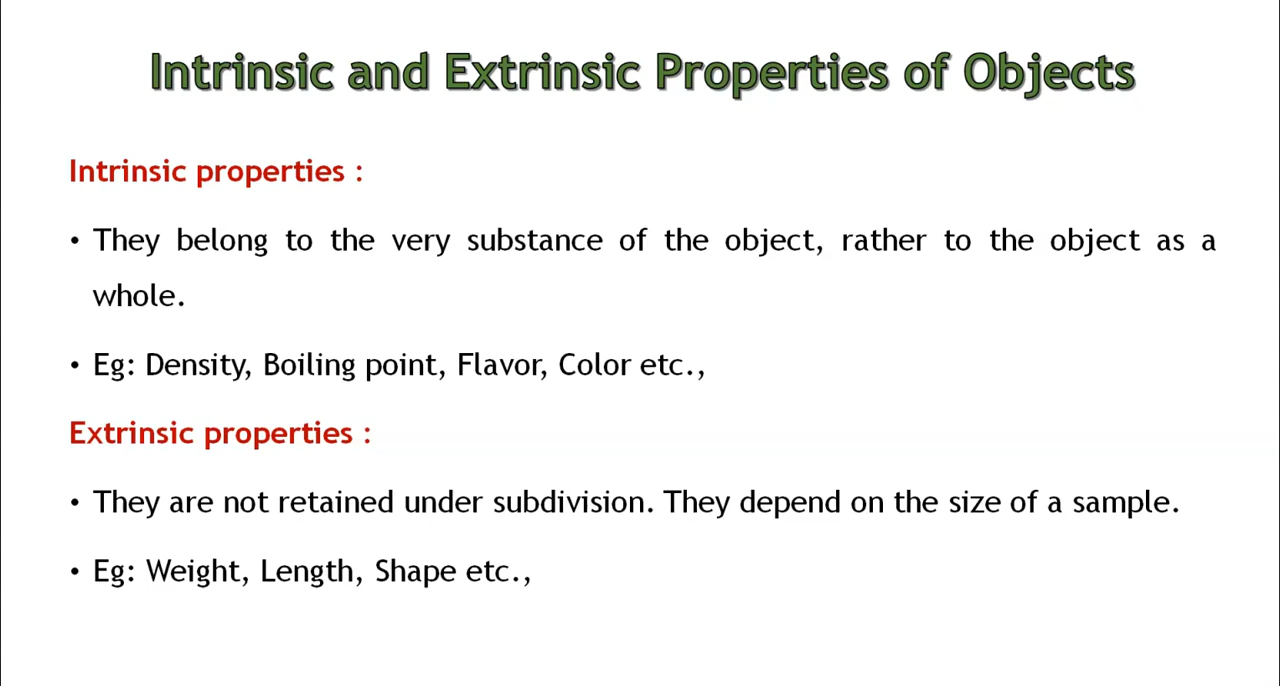 Intrinsic and Extrinsic Properties of Objects
Intrinsic properties :
• They belong to the very substance of the object, rather to the object as a
whole.
• Eg: Density, Boiling point, Flavor, Color etc.,
Extrinsic properties :
• They are not retained under subdivision. They depend on the size of a sample.
• Eg: Weight, Length, Shape etc.,